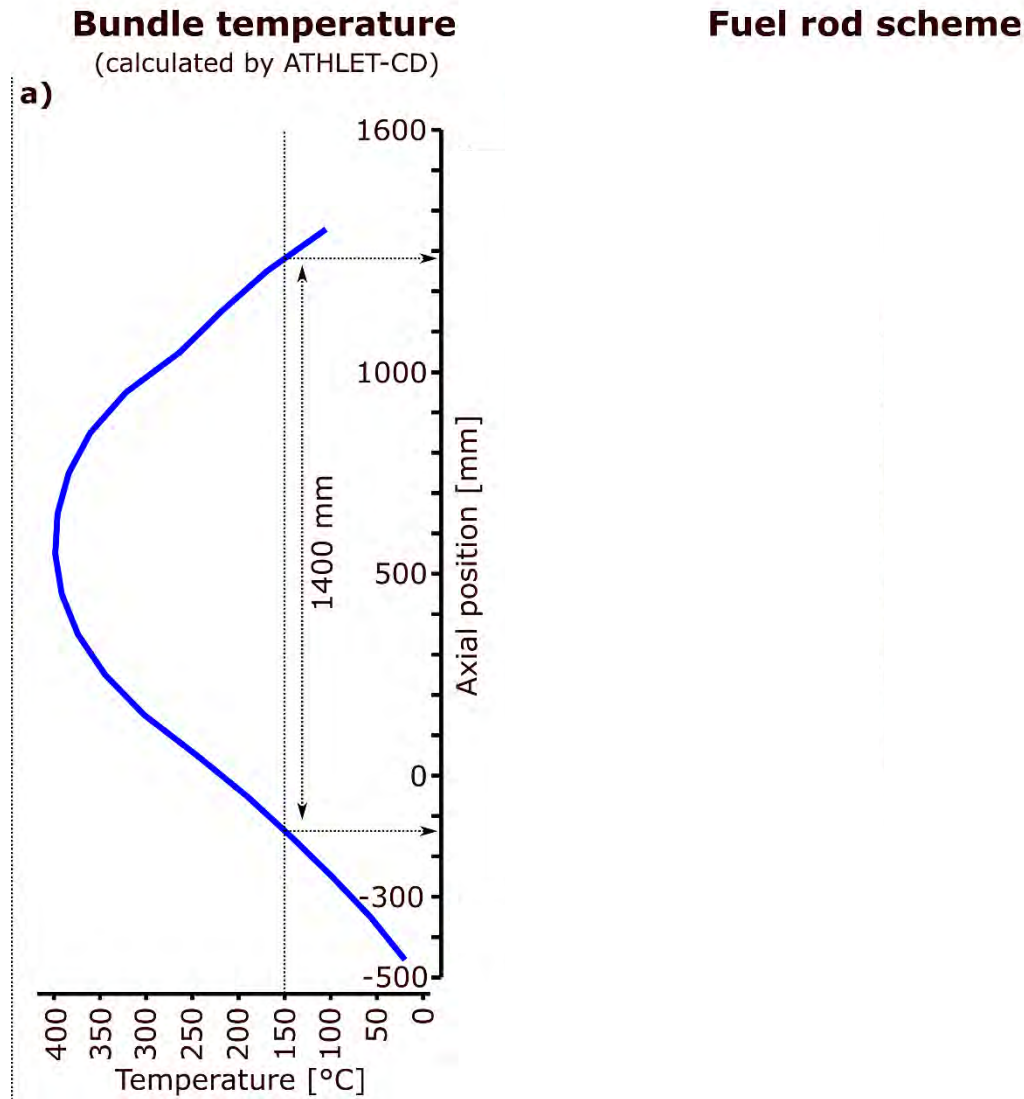 Bundle temperature
(calculated by ATHLET-CD)
Fuel rod scheme
a)
1600
1000
500
0
-300
-500
Axial position [mm]
1400 mm
400 350 300 250 200 150 100 50 0
Temperature [°C]